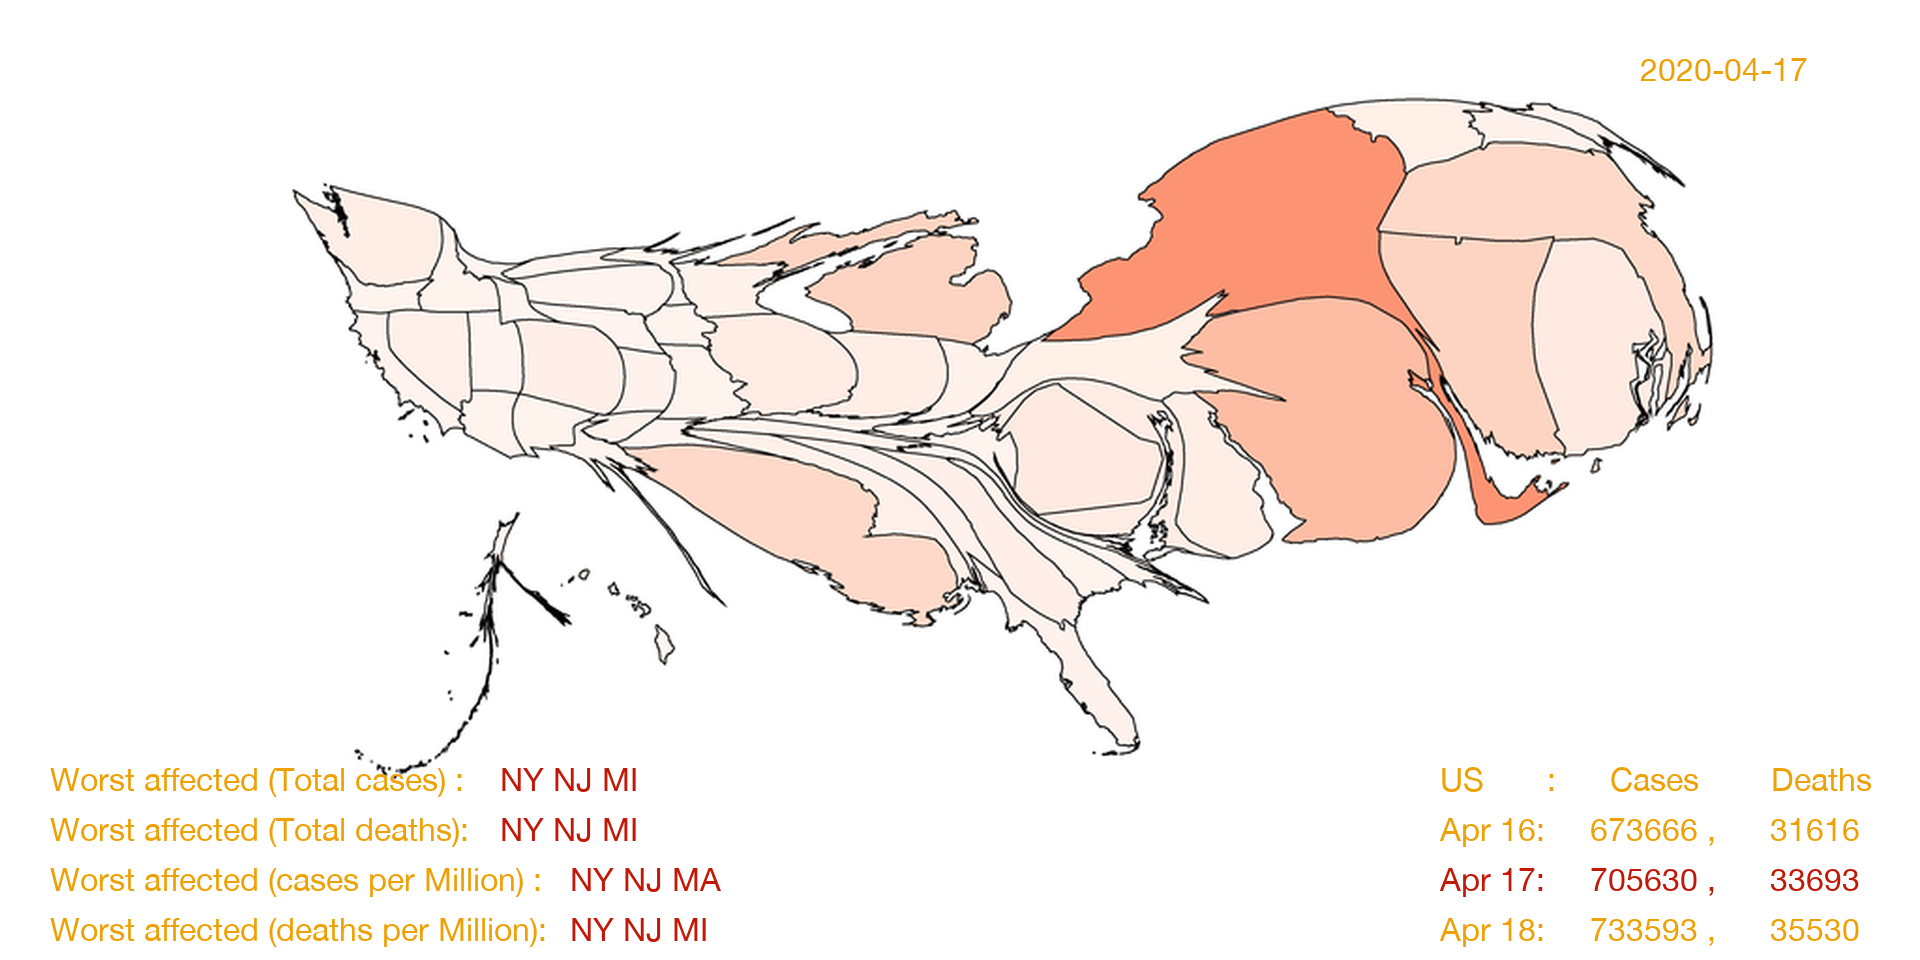 2020-04-17
Worst affected (Total cases) : NY NJ MI
Worst affected (Total deaths): NY NJ MI
Worst affected (cases per Million) : NY NJ MA
Worst affected (deaths per Million): NY NJ MI
US : Cases Deaths
Apr 16: 673666 , 31616
Apr 17: 705630 , 33693
Apr 18: 733593 , 35530